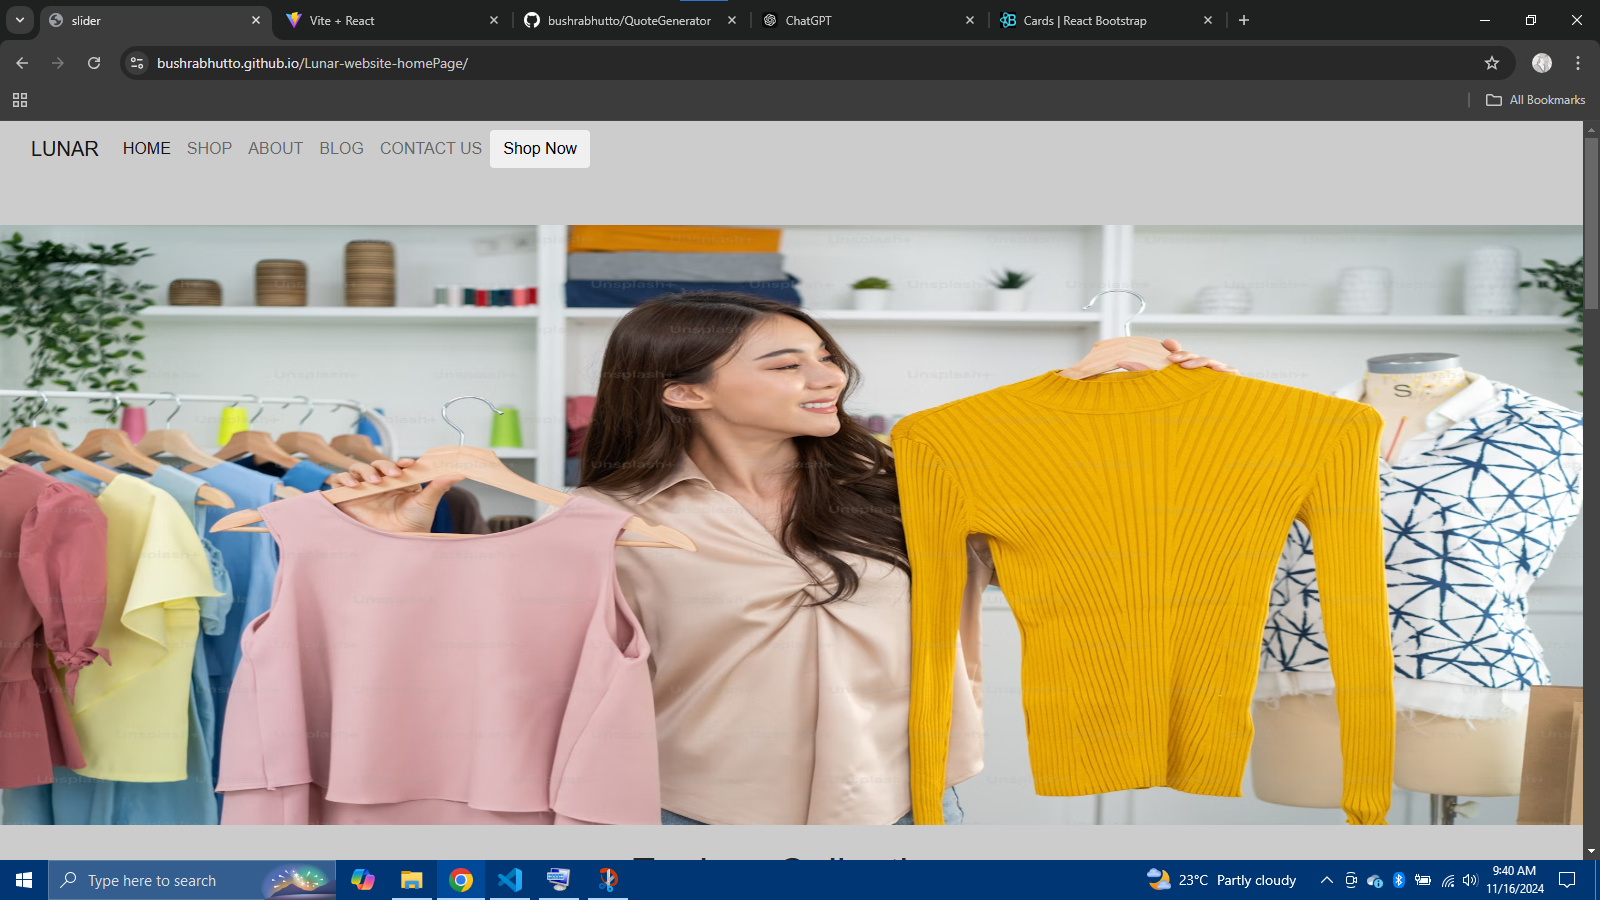 slider
Vite + React
bushrabhutto/QuoteGenerator
ChatGPT
Cards | React Bootstrap
bushrabhutto.github.io/Lunar-website-homePage/
All Bookmarks
LUNAR HOME SHOP ABOUT BLOG CONTACT US Shop Now
Unsplash+
S
Type here to search
23°C Partly cloudy
9:40 AM
11/16/2024